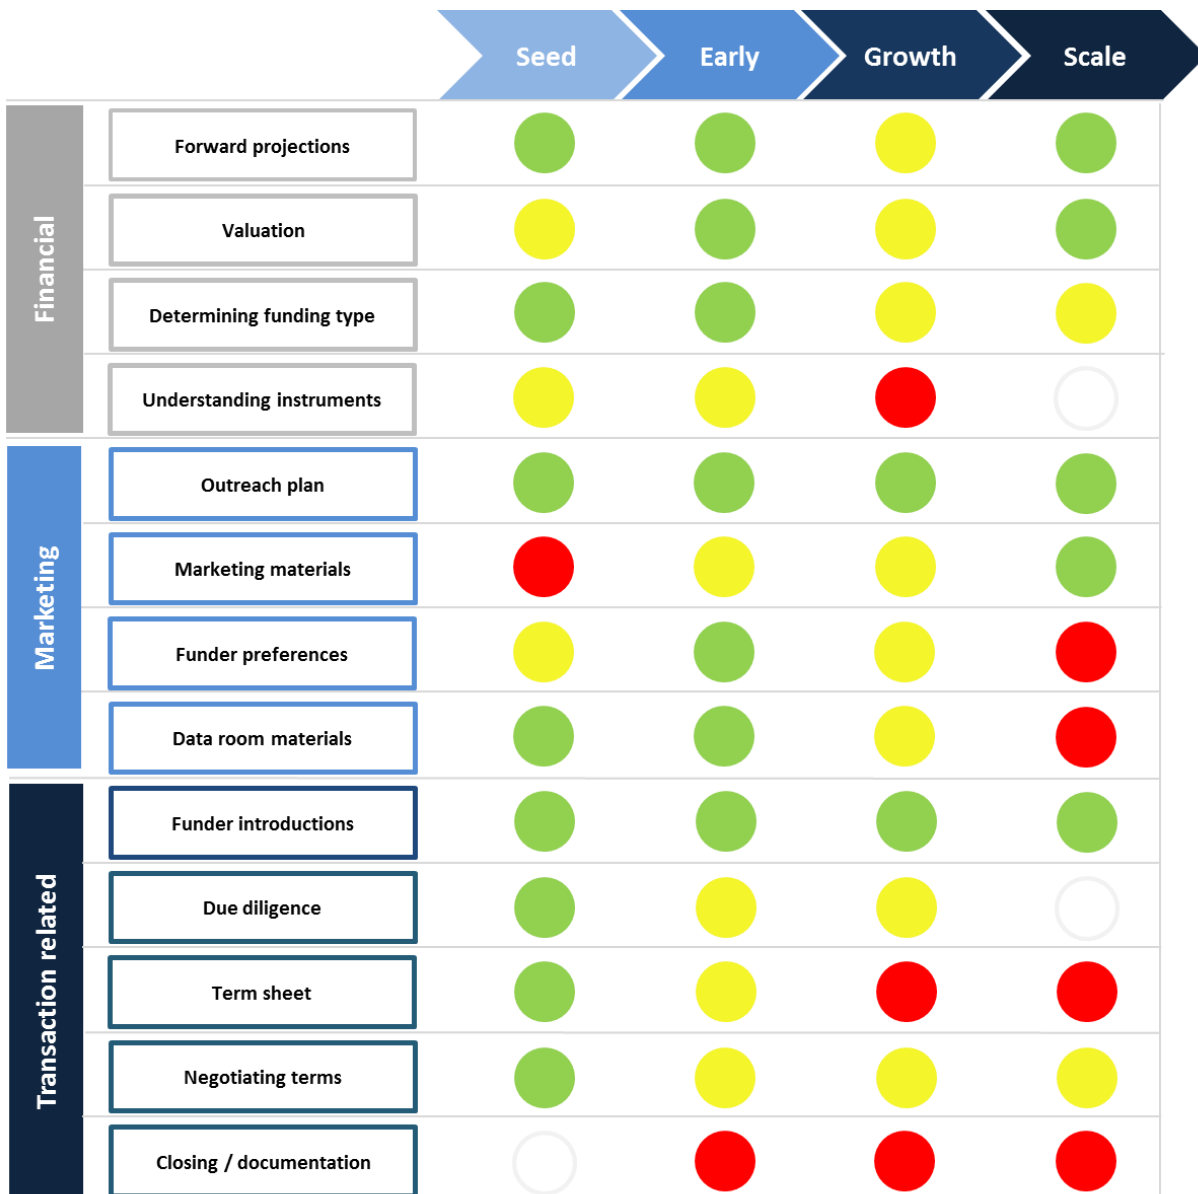 Seed Early Growth Scale
Financial
Forward projections
Valuation
Determining funding type
Understanding instruments
Marketing
Outreach plan
Marketing materials
Funder preferences
Data room materials
Transaction related
Funder introductions
Due diligence
Term sheet
Negotiating terms
Closing / documentation